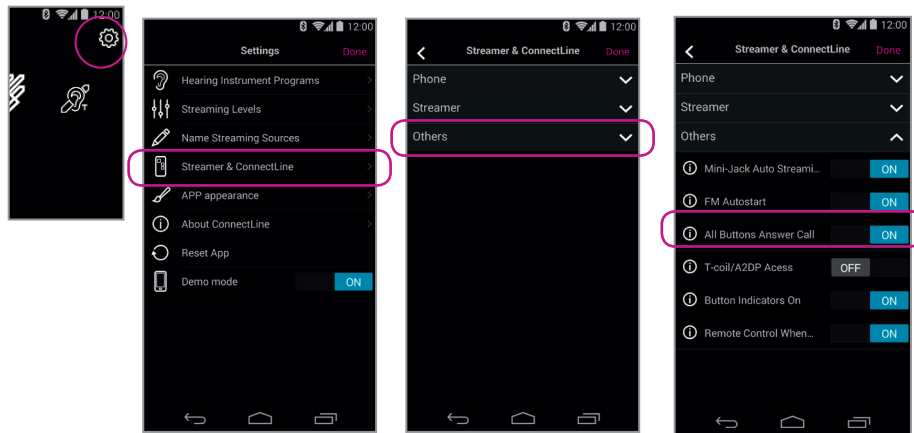 12:00
T
12:00
Settings
Done
Hearing Instrument Programs
Streaming Levels
Name Streaming Sources
Streamer & ConnectLine
APP appearance
About ConnectLine
Reset App
Demo mode
ON
12:00
Streamer & ConnectLine
Done
Phone
Streamer
Others
12:00
Streamer & ConnectLine
Done
Phone
Streamer
Others
Mini-Jack Auto Streami...
ON
FM Autostart
ON
All Buttons Answer Call
ON
T-coil/A2DP Acess
OFF
Button Indicators On
ON
Remote Control When...
ON